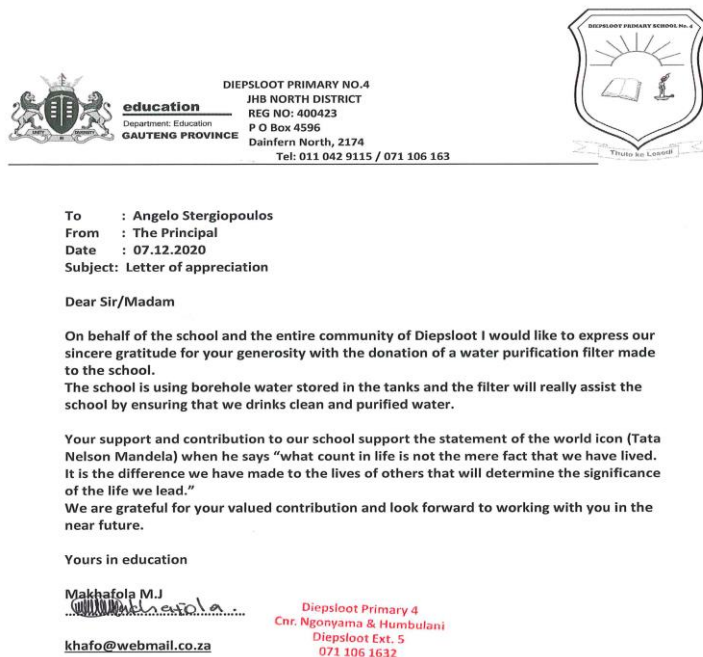 DIEPSLOOT PRIMARY SCHOOL No. 4
DIEPSLOOT PRIMARY NO.4
JHB NORTH DISTRICT
education
REG NO: 400423
Department: Education
P O Box 4596
GAUTENG PROVINCE
Dainfern North, 2174
UNITY IN DIVERSITY
Tel: 011 042 9115 / 071 106 163
Thuto ke Lesedi
To : Angelo Stergiopoulos
From : The Principal
Date : 07.12.2020
Subject: Letter of appreciation
Dear Sir/Madam
On behalf of the school and the entire community of Diepsloot I would like to express our
sincere gratitude for your generosity with the donation of a water purification filter made
to the school.
The school is using borehole water stored in the tanks and the filter will really assist the
school by ensuring that we drinks clean and purified water.
Your support and contribution to our school support the statement of the world icon (Tata
Nelson Mandela) when he says “what count in life is not the mere fact that we have lived.
It is the difference we have made to the lives of others that will determine the significance
of the life we lead.”
We are grateful for your valued contribution and look forward to working with you in the
near future.
Yours in education
Makhafola M.J
Diepsloot Primary 4
Cnr. Ngonyama & Humbulani
Diepsloot Ext. 5
khafo@webmail.co.za
071 106 1632